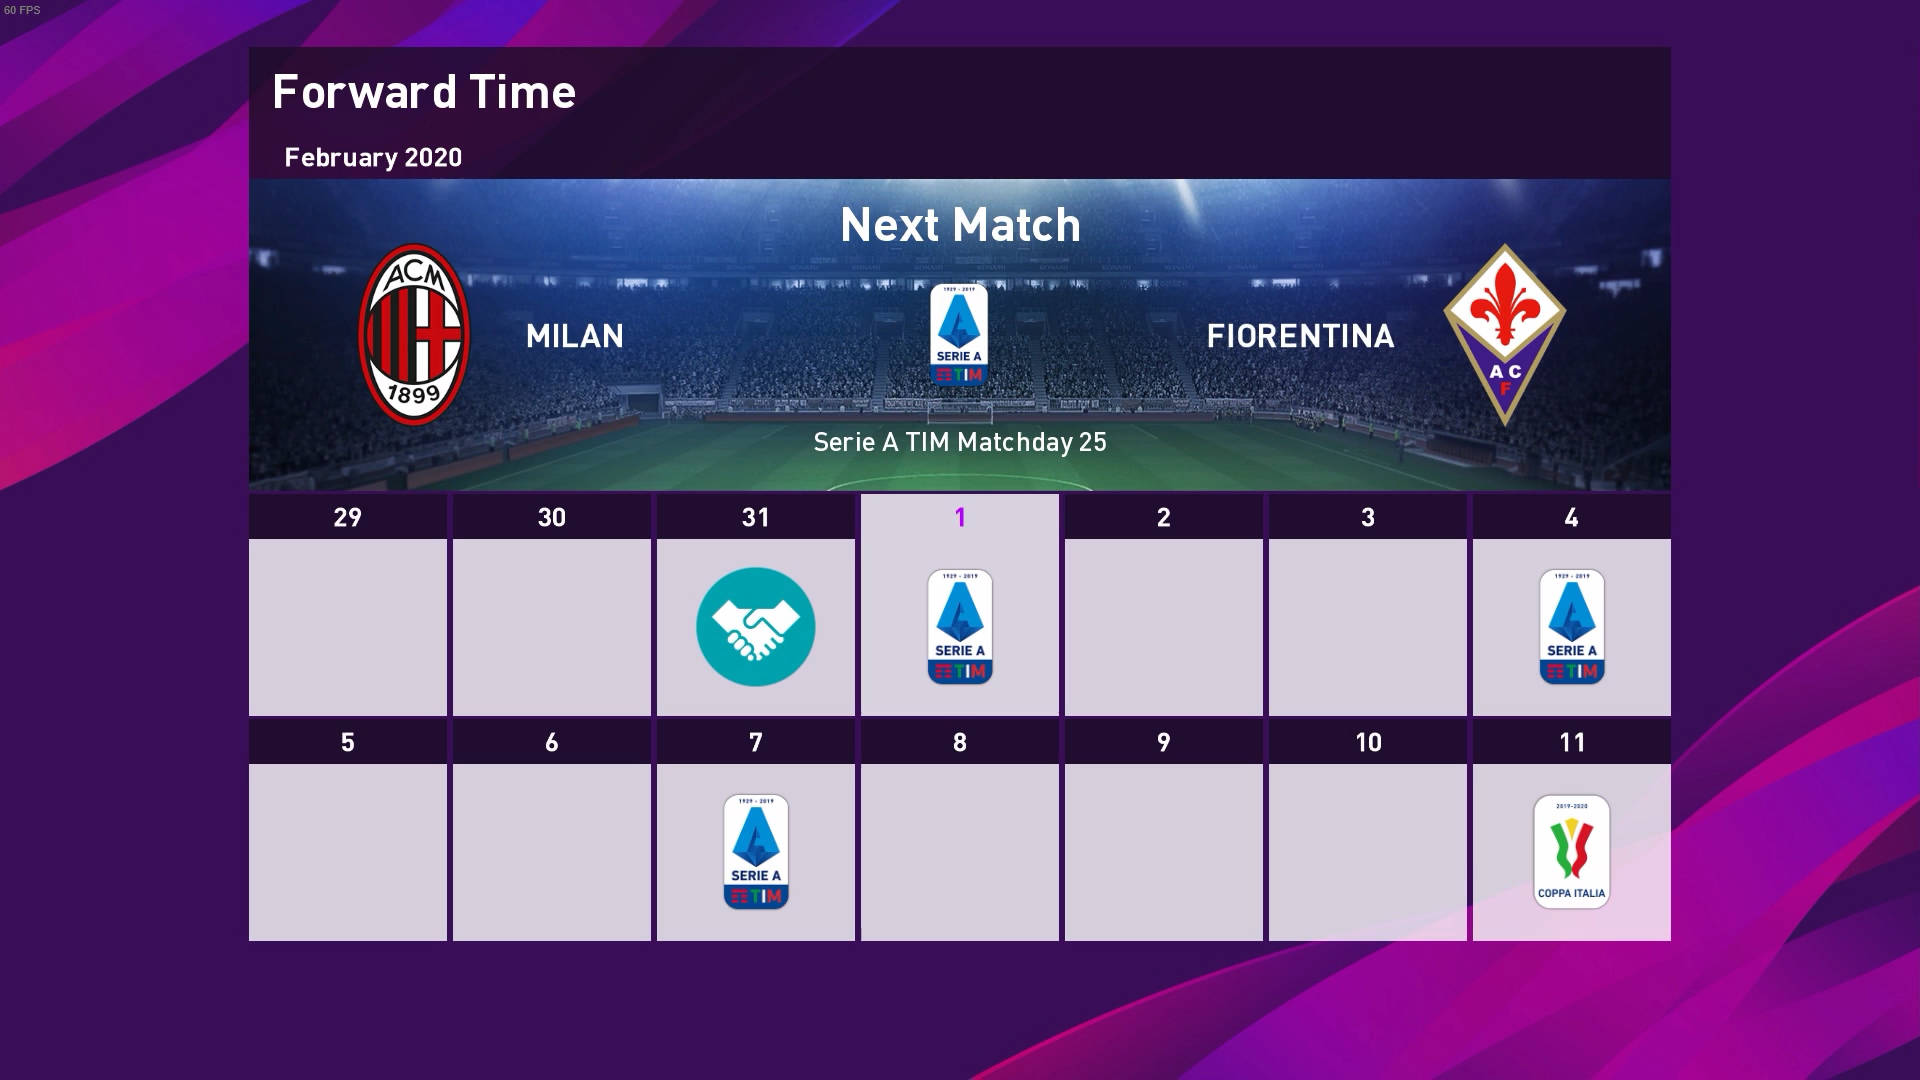 60 FPS
Forward Time
February 2020
Next Match
ACM
1899
MILAN
1929 - 2019
SERIE A
TIM
FIORENTINA
AC
F
Serie A TIM Matchday 25
29 30 31 1 2 3 4
1929 - 2019
SERIE A
TIM
1929 - 2019
SERIE A
TIM
5 6 7 8 9 10 11
1929 - 2019
SERIE A
TIM
2019-2020
COPPA ITALIA